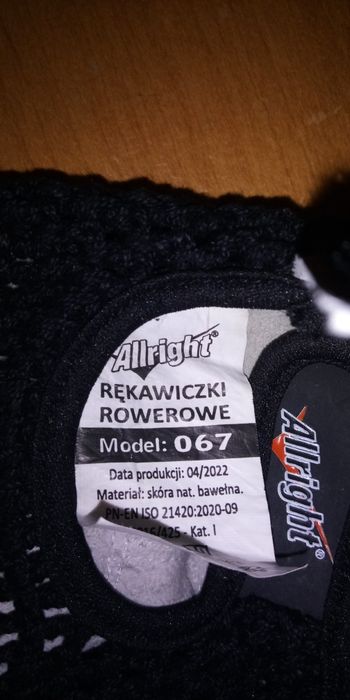 Allright®
RĘKAWICZKI
ROWEROWE
Model: 067
Data produkcji: 04/2022
Materiał: skóra nat. bawełna.
PN-EN ISO 21420:2020-09
/425 - Kat. I
Allright®